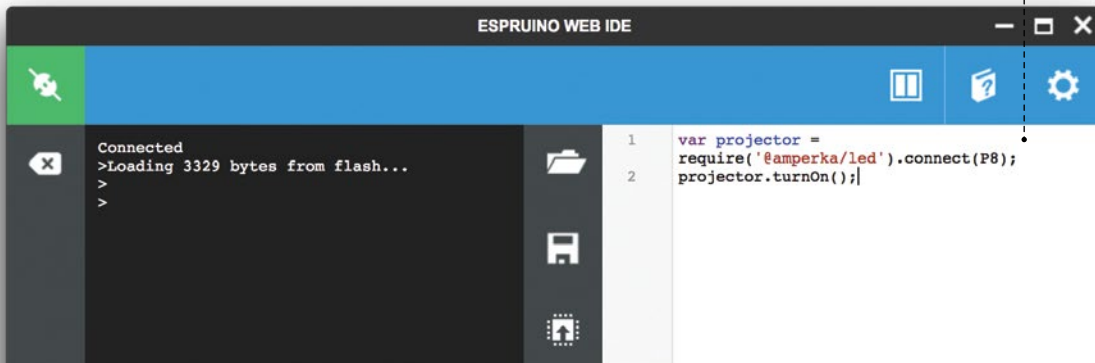 ESPRUINO WEB IDE
Connected
>Loading 3329 bytes from flash...
>
>
1 var projector =
require('@amperka/led').connect(P8);
2 projector.turnOn();